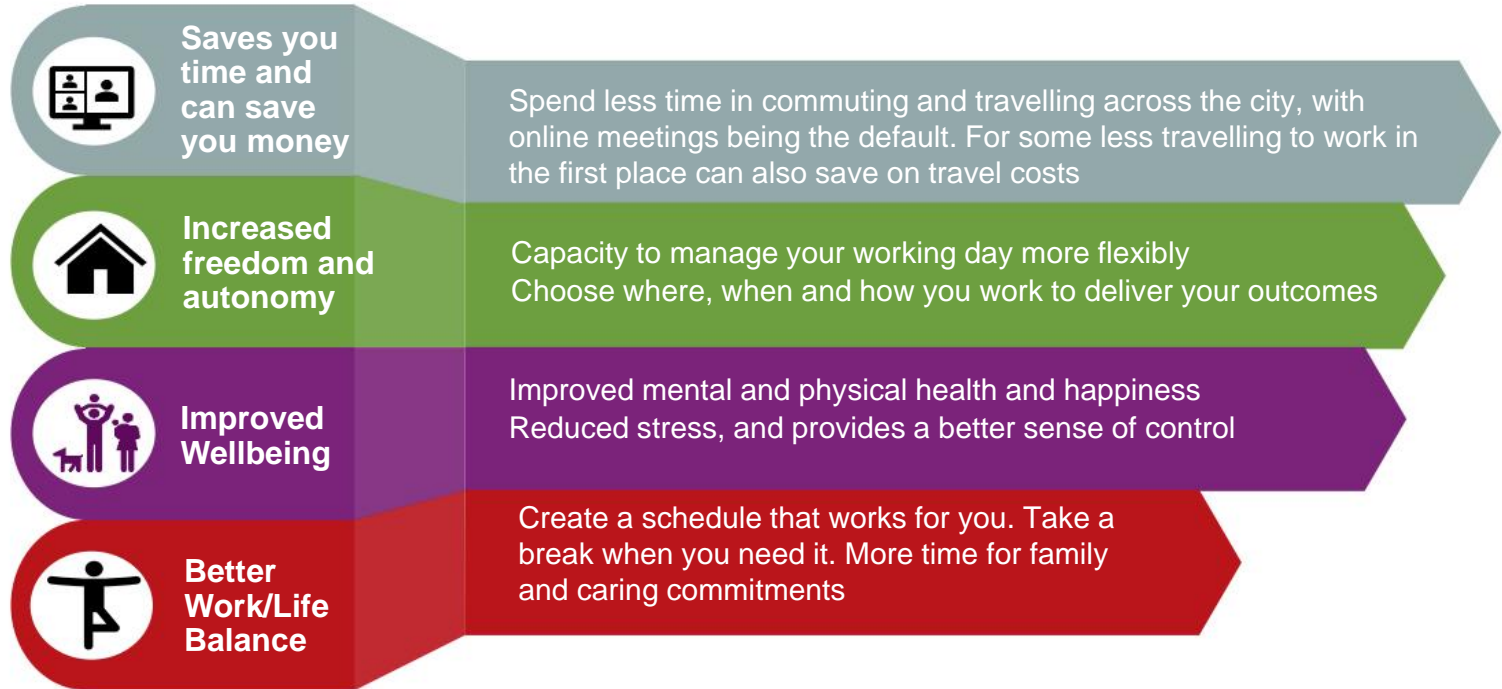 Saves you
time and
can save
you money
Spend less time in commuting and travelling across the city, with
online meetings being the default. For some less travelling to work in
the first place can also save on travel costs
Increased
freedom and
autonomy
Capacity to manage your working day more flexibly
Choose where, when and how you work to deliver your outcomes
Improved
Wellbeing
Improved mental and physical health and happiness
Reduced stress, and provides a better sense of control
Better
Work/Life
Balance
Create a schedule that works for you. Take a
break when you need it. More time for family
and caring commitments